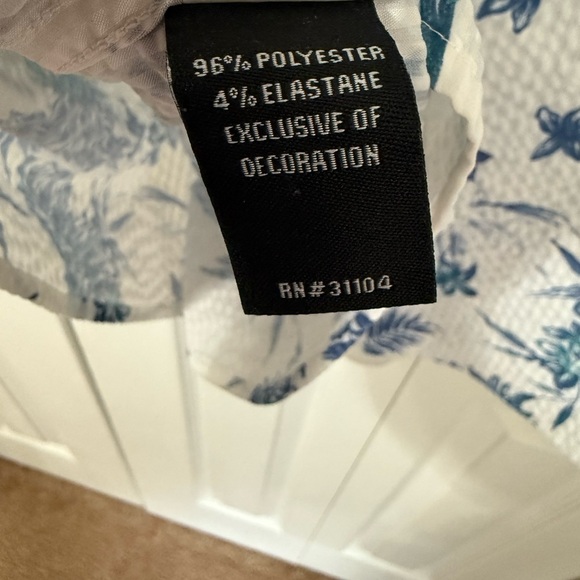 96% POLYESTER
4% ELASTANE
EXCLUSIVE OF
DECORATION
RN#31104